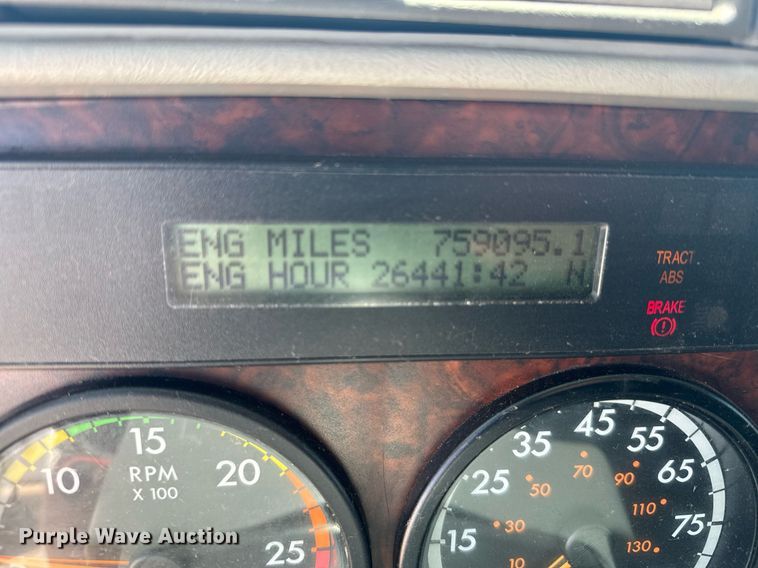 ENG MILES 759095.1
ENG HOUR 26441:42 N
TRACT
ABS
BRAKE
10 15 20 25
RPM
X 100
15 25 35 45 55 65 75
10 30 50 70 90 110 130
Purple Wave Auction®